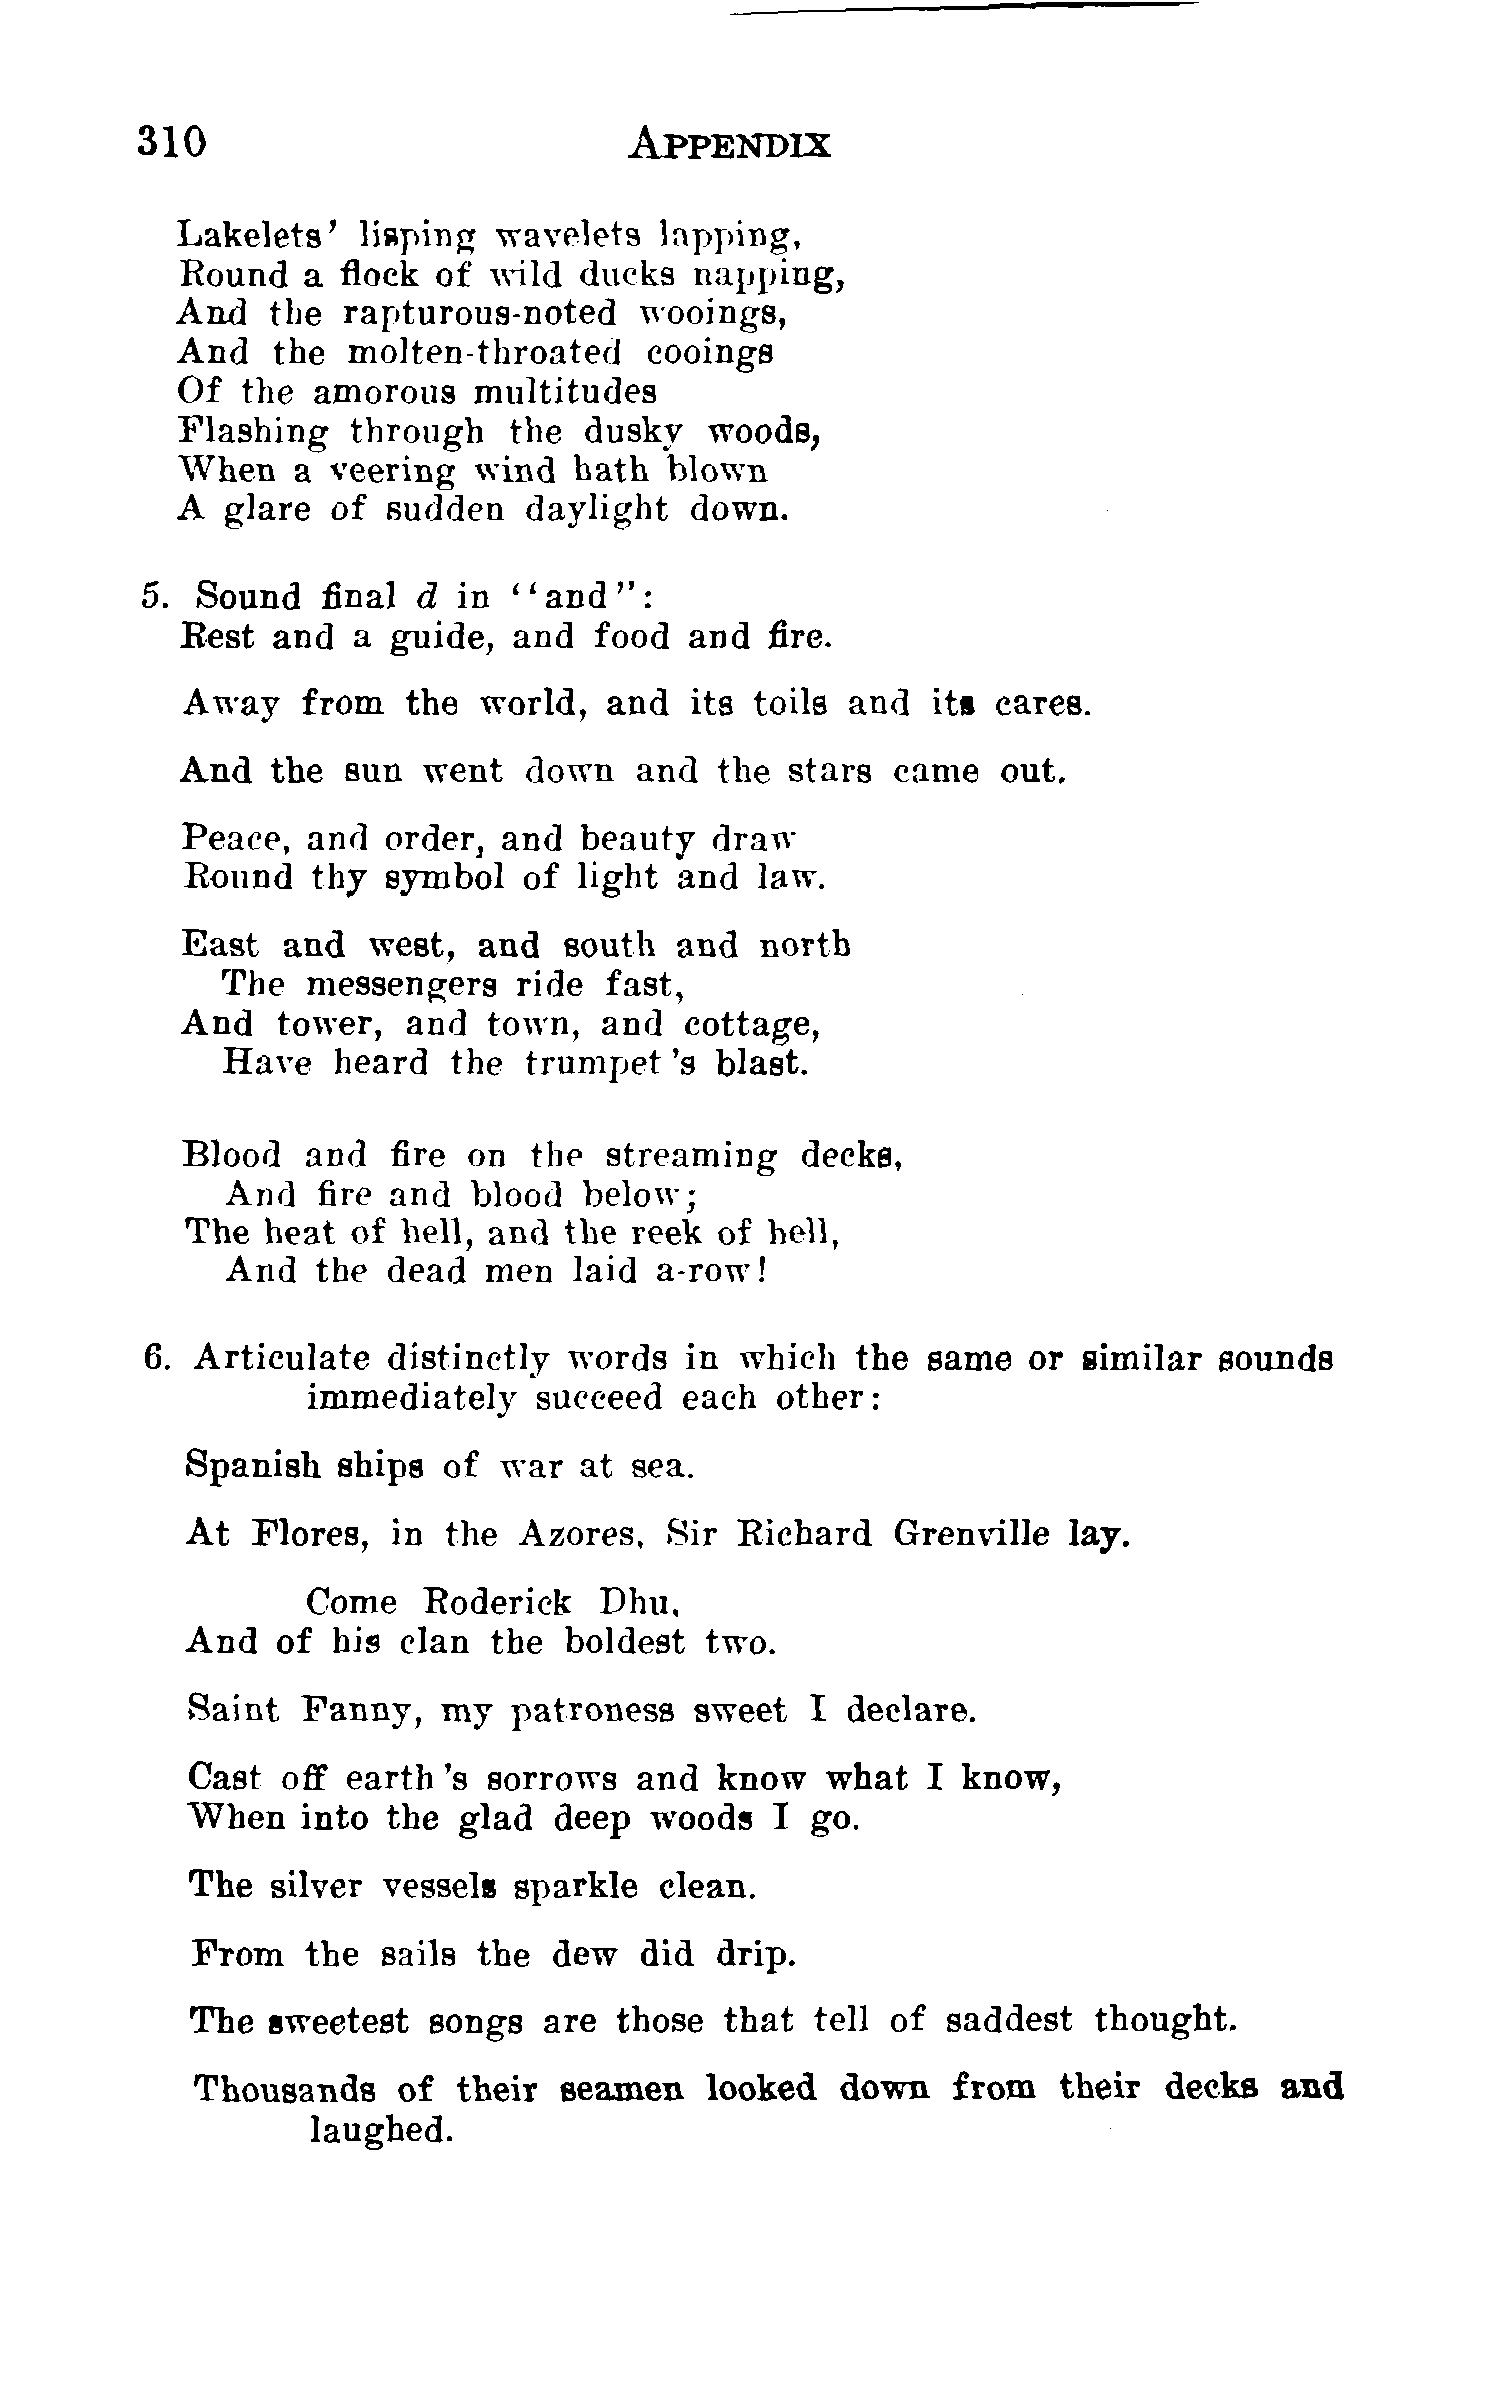 310 APPENDIX
Lakelets' lisping wavelets lapping,
Round a flock of wild ducks napping,
And the rapturous-noted wooings,
And the molten-throated cooings
Of the amorous multitudes
Flashing through the dusky woods,
When a veering wind hath blown
A glare of sudden daylight down.
5. Sound final d in "and":
Rest and a guide, and food and fire.
Away from the world, and its toils and its cares.
And the sun went down and the stars came out.
Peace, and order, and beauty draw
Round thy symbol of light and law.
East and west, and south and north
The messengers ride fast,
And tower, and town, and cottage,
Have heard the trumpet's blast.
Blood and fire on the streaming decks,
And fire and blood below;
The heat of hell, and the reek of hell,
And the dead men laid a-row!
6. Articulate distinctly words in which the same or similar sounds
immediately succeed each other:
Spanish ships of war at sea.
At Flores, in the Azores, Sir Richard Grenville lay.
Come Roderick Dhu,
And of his clan the boldest two.
Saint Fanny, my patroness sweet I declare.
Cast off earth's sorrows and know what I know,
When into the glad deep woods I go.
The silver vessels sparkle clean.
From the sails the dew did drip.
The sweetest songs are those that tell of saddest thought.
Thousands of their seamen looked down from their decks and
laughed.